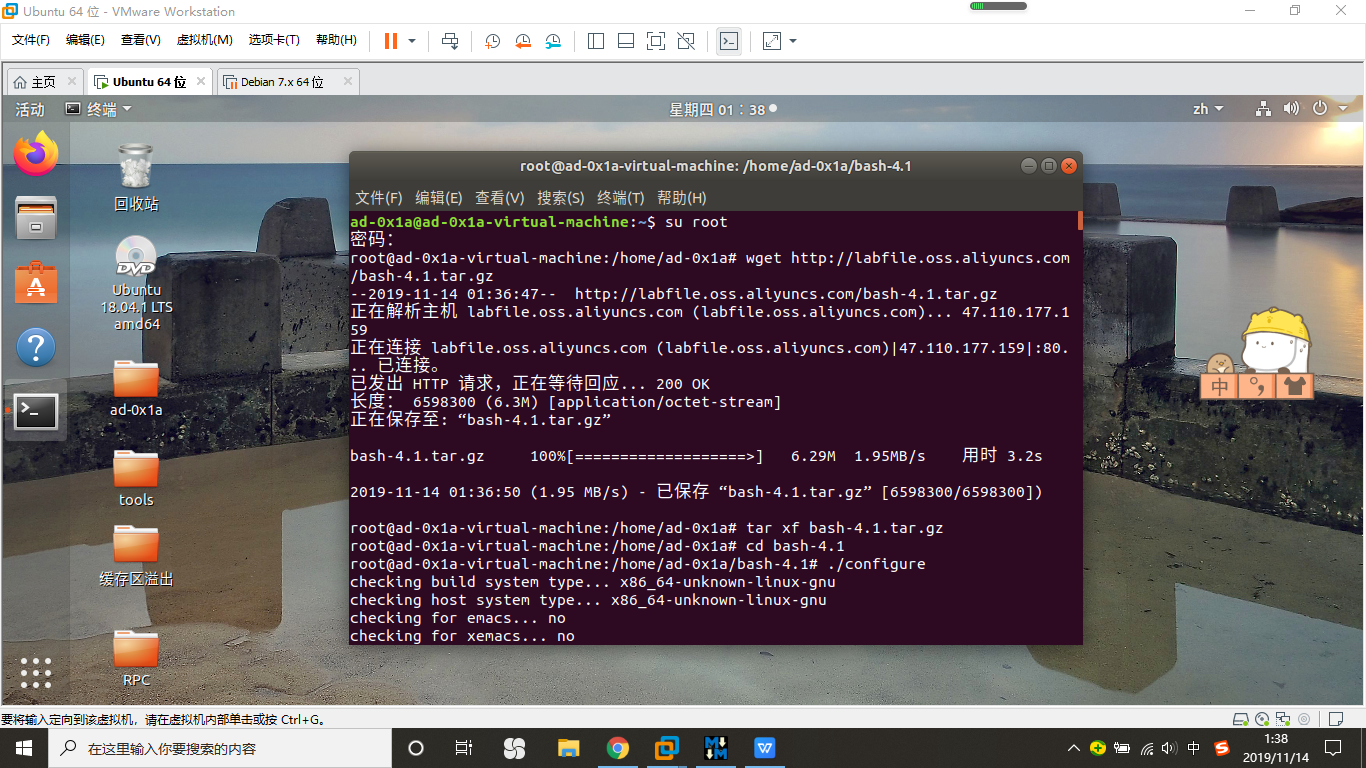 Ubuntu 64 位 - VMware Workstation
文件(F) 编辑(E) 查看(V) 虚拟机(M) 选项卡(T) 帮助(H)
主页 Ubuntu 64 位 Debian 7.x 64 位
活动 终端 星期四 01：38 zh
回收站
Ubuntu
18.04.1 LTS
amd64
ad-0x1a
tools
缓存区溢出
RPC
root@ad-0x1a-virtual-machine: /home/ad-0x1a/bash-4.1
文件(F) 编辑(E) 查看(V) 搜索(S) 终端(T) 帮助(H)
ad-0x1a@ad-0x1a-virtual-machine:~$ su root
密码：
root@ad-0x1a-virtual-machine:/home/ad-0x1a# wget http://labfile.oss.aliyuncs.com
/bash-4.1.tar.gz
--2019-11-14 01:36:47--  http://labfile.oss.aliyuncs.com/bash-4.1.tar.gz
正在解析主机 labfile.oss.aliyuncs.com (labfile.oss.aliyuncs.com)... 47.110.177.1
59
正在连接 labfile.oss.aliyuncs.com (labfile.oss.aliyuncs.com)|47.110.177.159|:80.
.. 已连接。
已发出 HTTP 请求，正在等待回应... 200 OK
长度： 6598300 (6.3M) [application/octet-stream]
正在保存至: “bash-4.1.tar.gz”
bash-4.1.tar.gz     100%[===================>]   6.29M  1.95MB/s    用时 3.2s
2019-11-14 01:36:50 (1.95 MB/s) - 已保存 “bash-4.1.tar.gz” [6598300/6598300])
root@ad-0x1a-virtual-machine:/home/ad-0x1a# tar xf bash-4.1.tar.gz
root@ad-0x1a-virtual-machine:/home/ad-0x1a# cd bash-4.1
root@ad-0x1a-virtual-machine:/home/ad-0x1a/bash-4.1# ./configure
checking build system type... x86_64-unknown-linux-gnu
checking host system type... x86_64-unknown-linux-gnu
checking for emacs... no
checking for xemacs... no
中
要将输入定向到该虚拟机，请在虚拟机内部单击或按 Ctrl+G。
在这里输入你要搜索的内容
中
1:38
2019/11/14